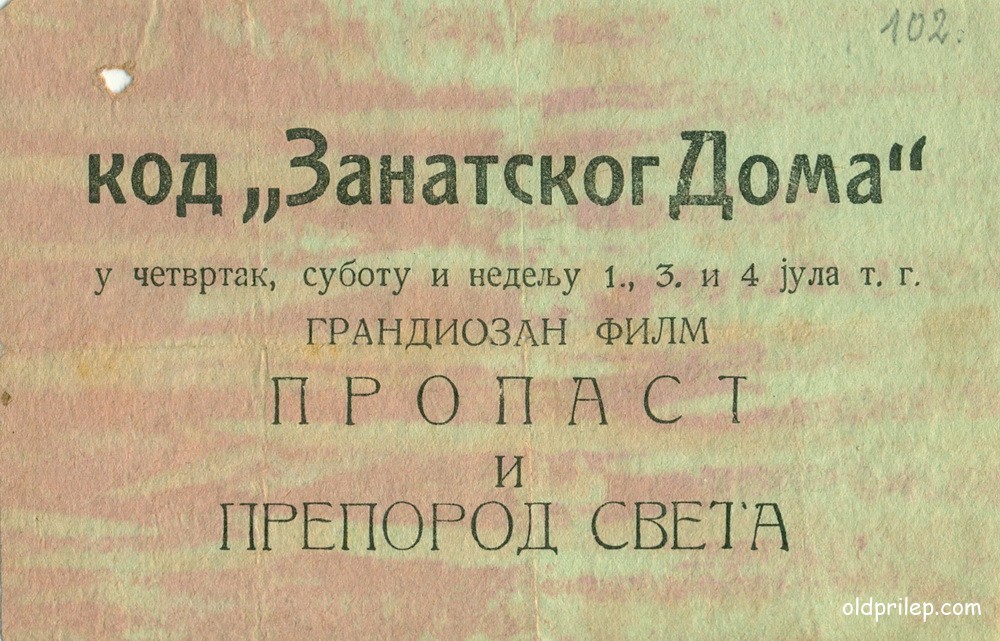 102.
код „Занатског Дома“
у четвртак, суботу и недељу 1., 3. и 4 јула т. г.
ГРАНДИОЗАН ФИЛМ
ПРОПАСТ
И
ПРЕПОРОД СВЕТА
oldprilep.com